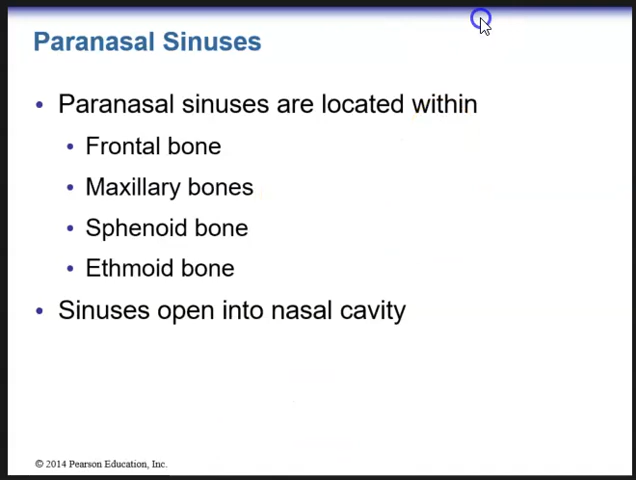 Paranasal Sinuses
• Paranasal sinuses are located within
• Frontal bone
• Maxillary bones
• Sphenoid bone
• Ethmoid bone
• Sinuses open into nasal cavity
© 2014 Pearson Education, Inc.